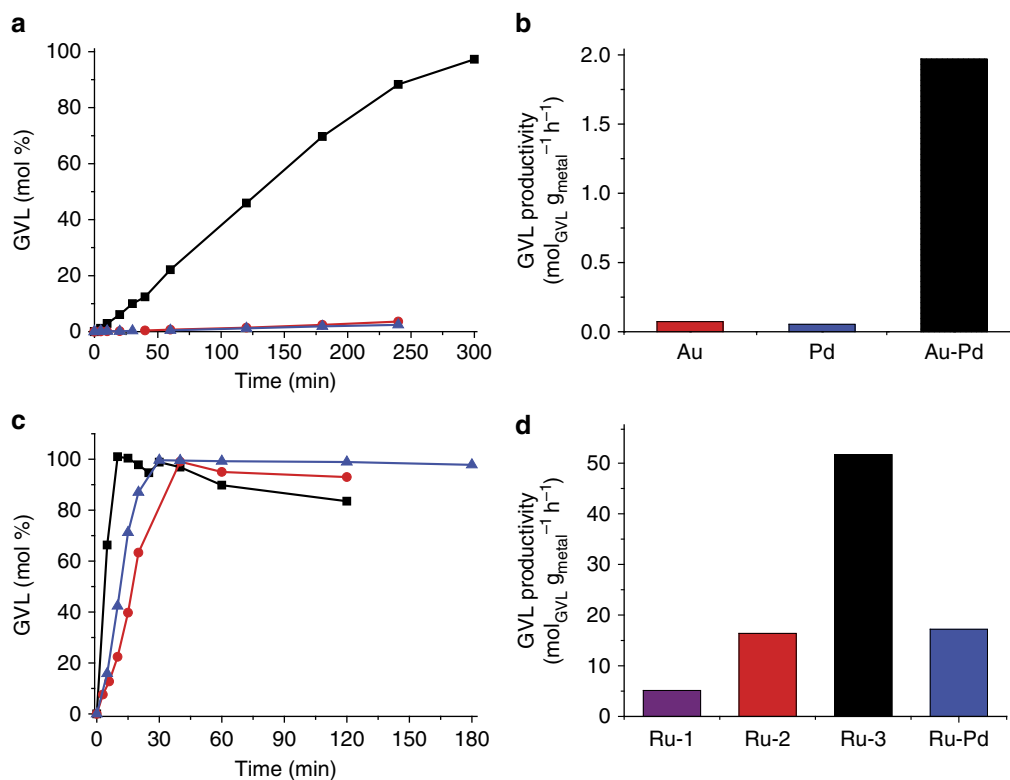 a
GVL (mol %)
100
80
60
40
20
0
0 50 100 150 200 250 300
Time (min)
b
GVL productivity
(mol_GVL g_metal⁻¹ h⁻¹)
2.0
1.5
1.0
0.5
0.0
Au Pd Au-Pd
c
GVL (mol %)
100
80
60
40
20
0
0 30 60 90 120 150 180
Time (min)
d
GVL productivity
(mol_GVL g_metal⁻¹ h⁻¹)
50
40
30
20
10
0
Ru-1 Ru-2 Ru-3 Ru-Pd